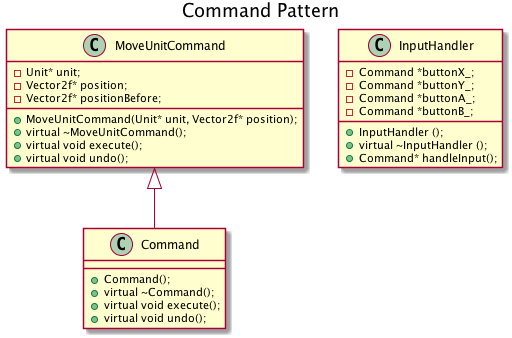 Command Pattern
C MoveUnitCommand
Unit* unit;
Vector2f* position;
Vector2f* positionBefore;
MoveUnitCommand(Unit* unit, Vector2f* position);
virtual ~MoveUnitCommand();
virtual void execute();
virtual void undo();
C InputHandler
Command *buttonX_;
Command *buttonY_;
Command *buttonA_;
Command *buttonB_;
InputHandler ();
virtual ~InputHandler ();
Command* handleInput();
C Command
Command();
virtual ~Command();
virtual void execute();
virtual void undo();